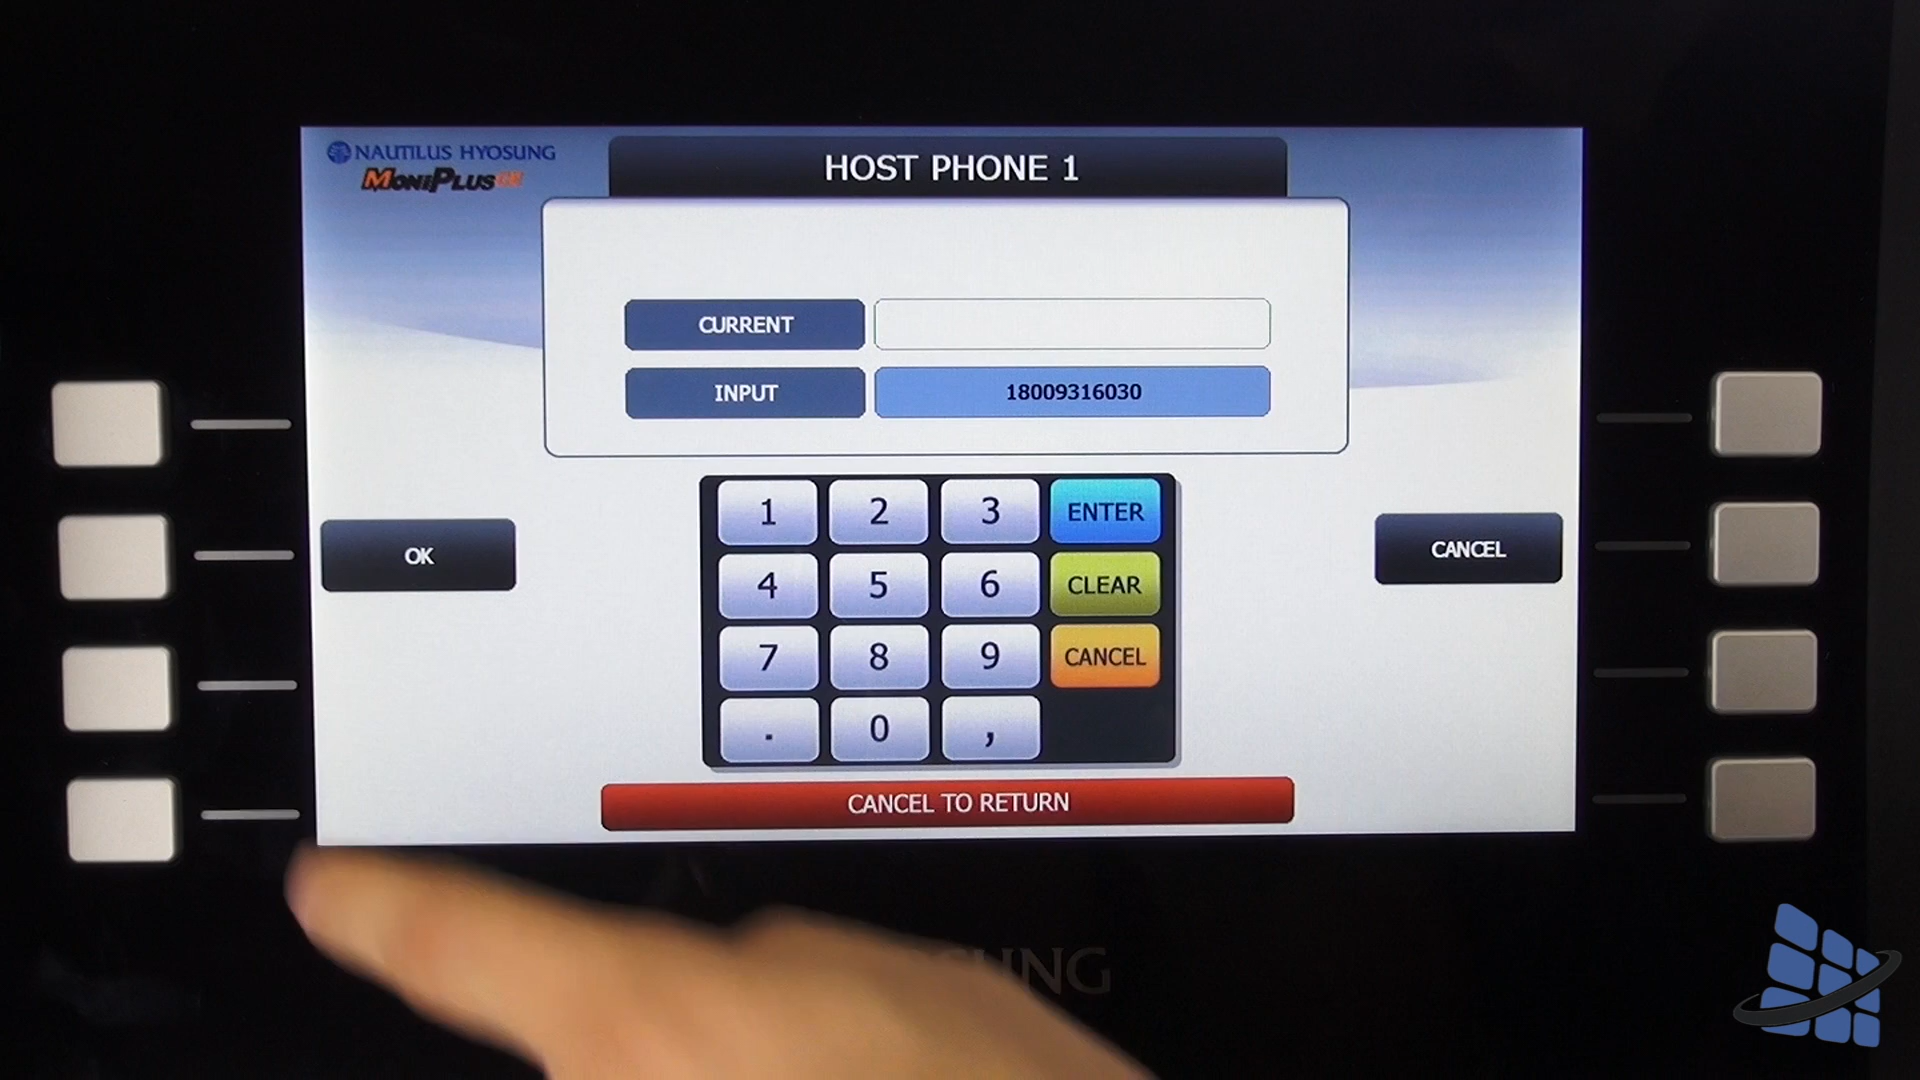 NAUTILUS HYOSUNG
MONIPLUS
HOST PHONE 1
CURRENT
INPUT 18009316030
1 2 3 ENTER
OK
CANCEL
4 5 6 CLEAR
7 8 9 CANCEL
. 0 ,
CANCEL TO RETURN